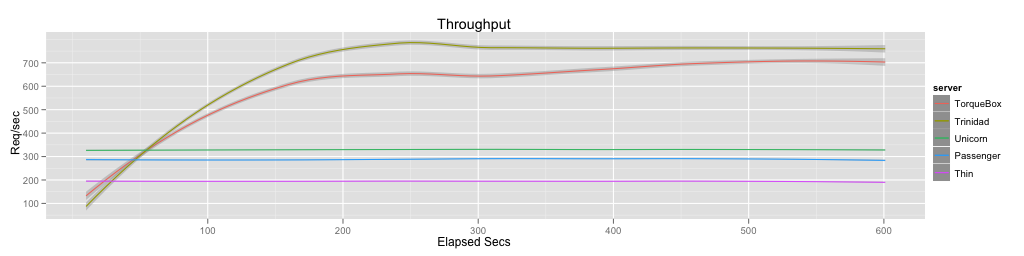 Throughput
Req/sec
700
600
500
400
300
200
100
100 200 300 400 500 600
Elapsed Secs
server
TorqueBox
Trinidad
Unicorn
Passenger
Thin